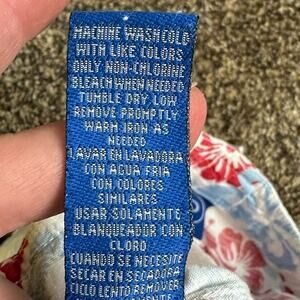 MACHINE WASH COLD
WITH LIKE COLORS
ONLY NON-CHLORINE
BLEACH WHEN NEEDED
TUMBLE DRY LOW
REMOVE PROMPTLY
WARM IRON AS
NEEDED
LAVAR EN LAVADORA
CON AGUA FRIA
CON COLORES
SIMILARES
USAR SOLAMENTE
BLANQUEADOR CON
CLORO
CUANDO SE NECESITE
SECAR EN SECADORA
CICLO LENTO REMOVER